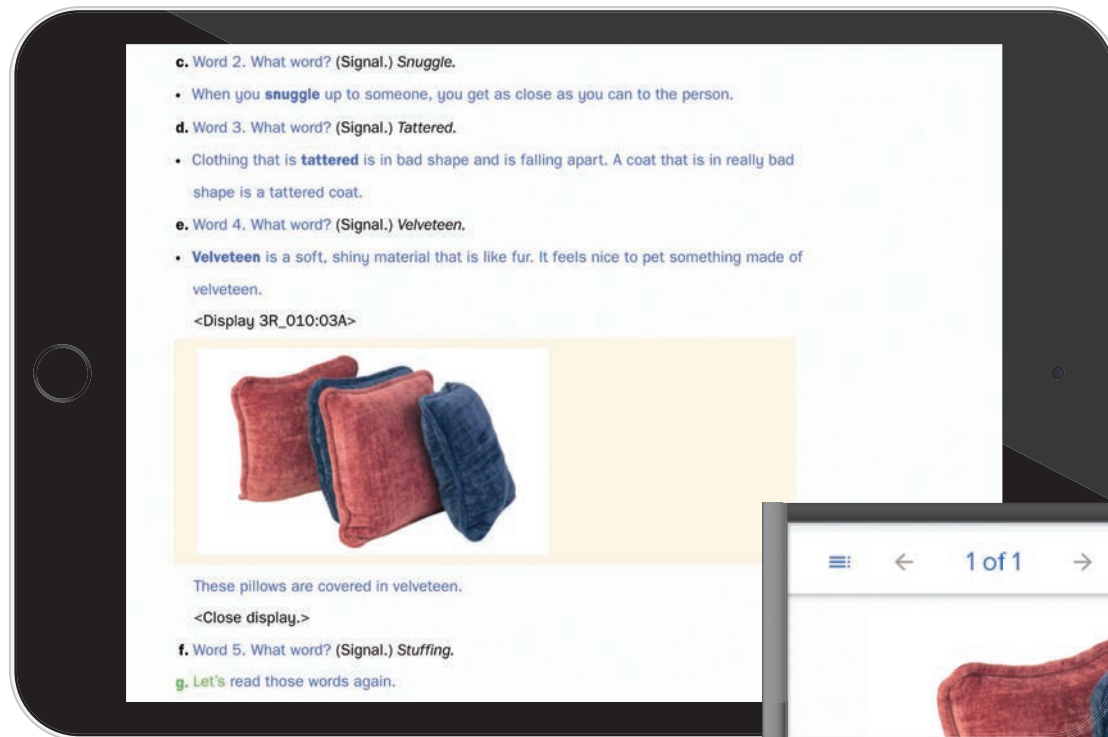 c. Word 2. What word? (Signal.) Snuggle.
• When you snuggle up to someone, you get as close as you can to the person.
d. Word 3. What word? (Signal.) Tattered.
• Clothing that is tattered is in bad shape and is falling apart. A coat that is in really bad
shape is a tattered coat.
e. Word 4. What word? (Signal.) Velveteen.
• Velveteen is a soft, shiny material that is like fur. It feels nice to pet something made of
velveteen.
<Display 3R_010:03A>
These pillows are covered in velveteen.
<Close display.>
f. Word 5. What word? (Signal.) Stuffing.
g. Let's read those words again.
1 of 1